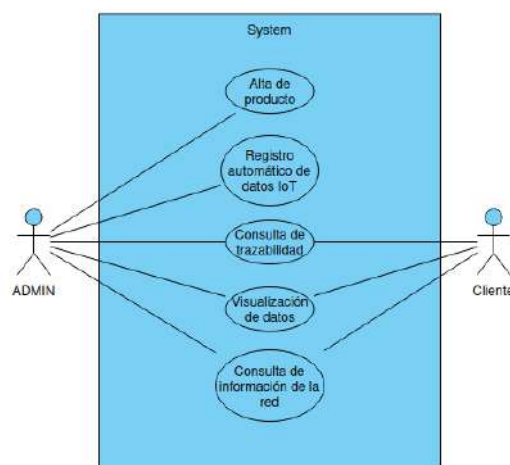 System
Alta de
producto
Registro
automático de
datos IoT
Consulta de
trazabilidad
ADMIN
Cliente
Visualización
de datos
Consulta de
información de la
red